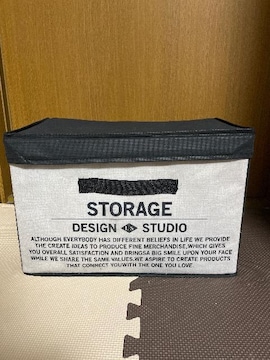 STORAGE
DESIGN STUDIO
ALTHOUGH EVERYBODY HAS DIFFERENT BELIEFS IN LIFE WE PROVIDE
THE CREATE IDEAS TO PRODUCE FINE MERCHANDISE,WHICH GIVES
YOU OVERALL SATISFACTION AND BRINGSA BIG SMILE UPON YOUR FACE
WHILE WE SHARE THE SAME VALUES.WE ASPIRE TO CREATE PRODUCTS
THAT CONNECT YOU WITH THE ONE YOU LOVE